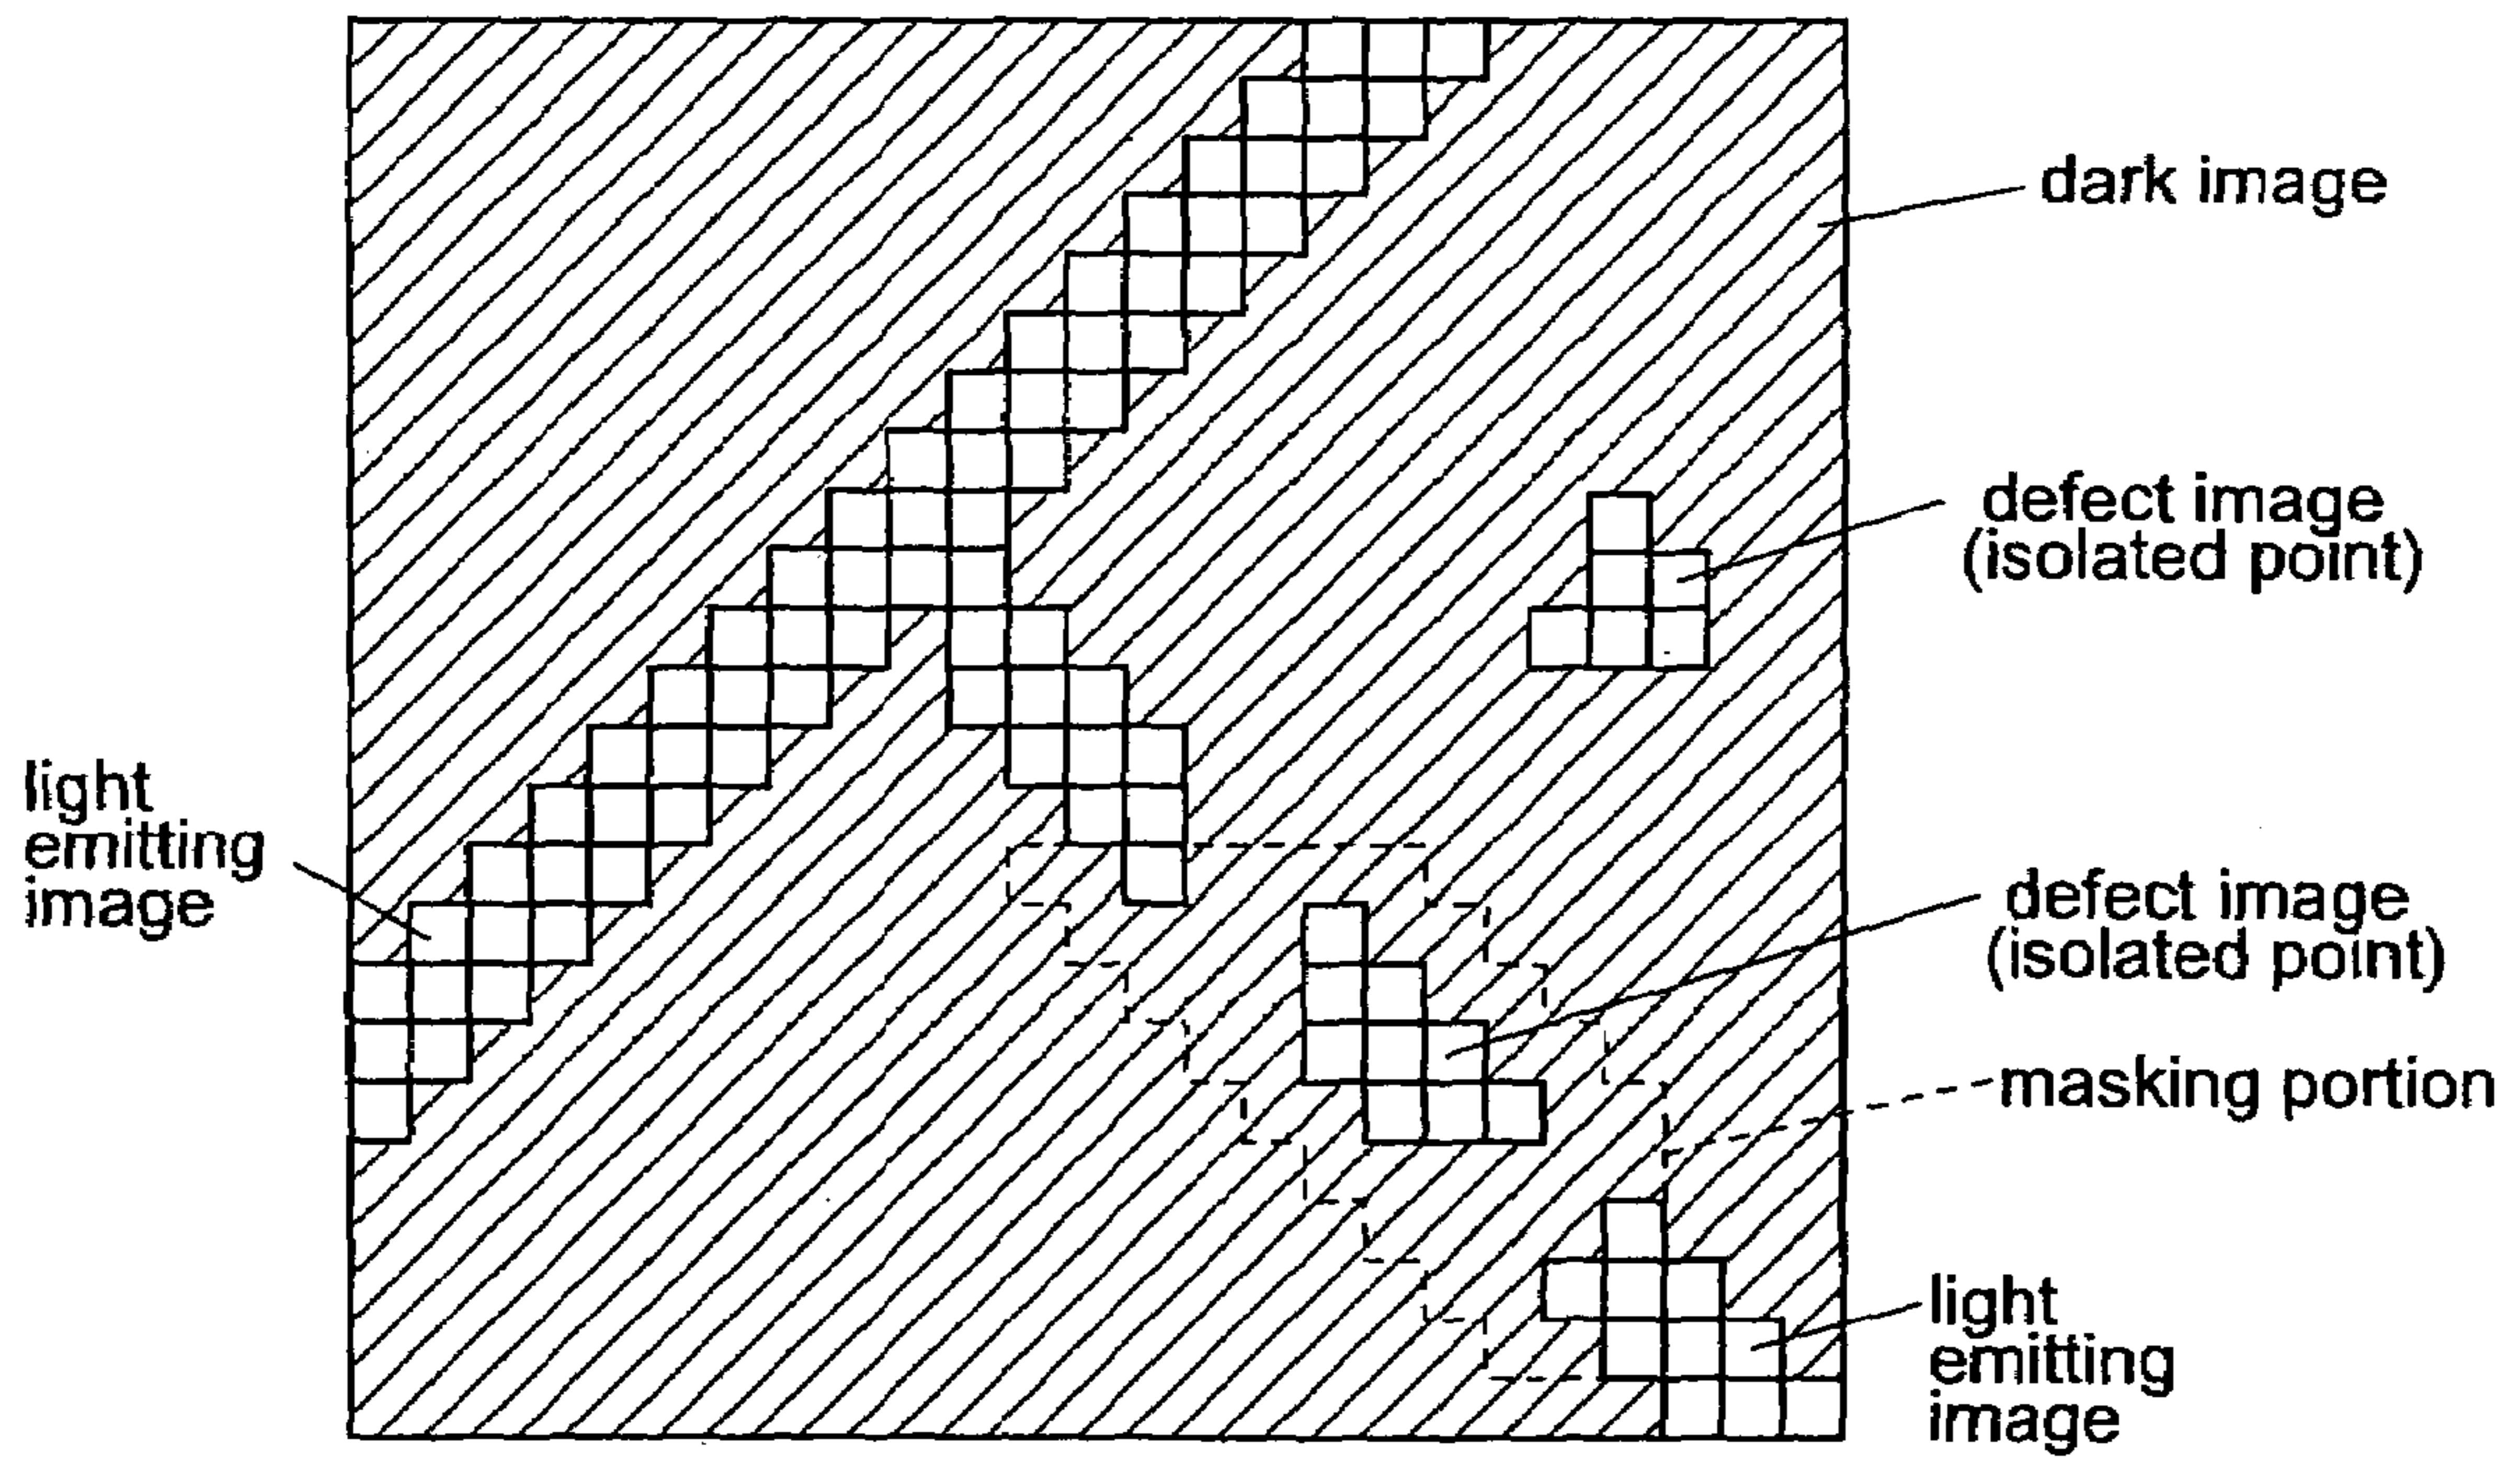 dark image
defect image
(isolated point)
light
emitting
image
defect image
(isolated point)
masking portion
light
emitting
image